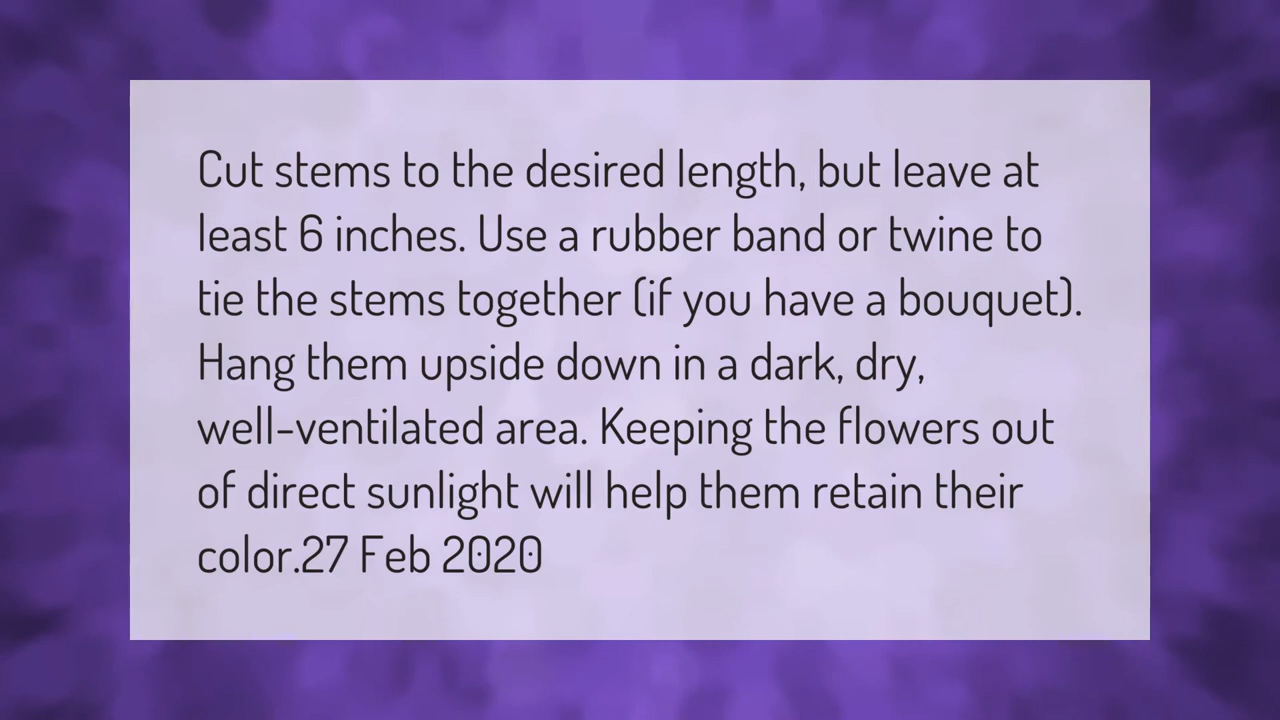 Cut stems to the desired length, but leave at
least 6 inches. Use a rubber band or twine to
tie the stems together (if you have a bouquet).
Hang them upside down in a dark, dry,
well-ventilated area. Keeping the flowers out
of direct sunlight will help them retain their
color.27 Feb 2020